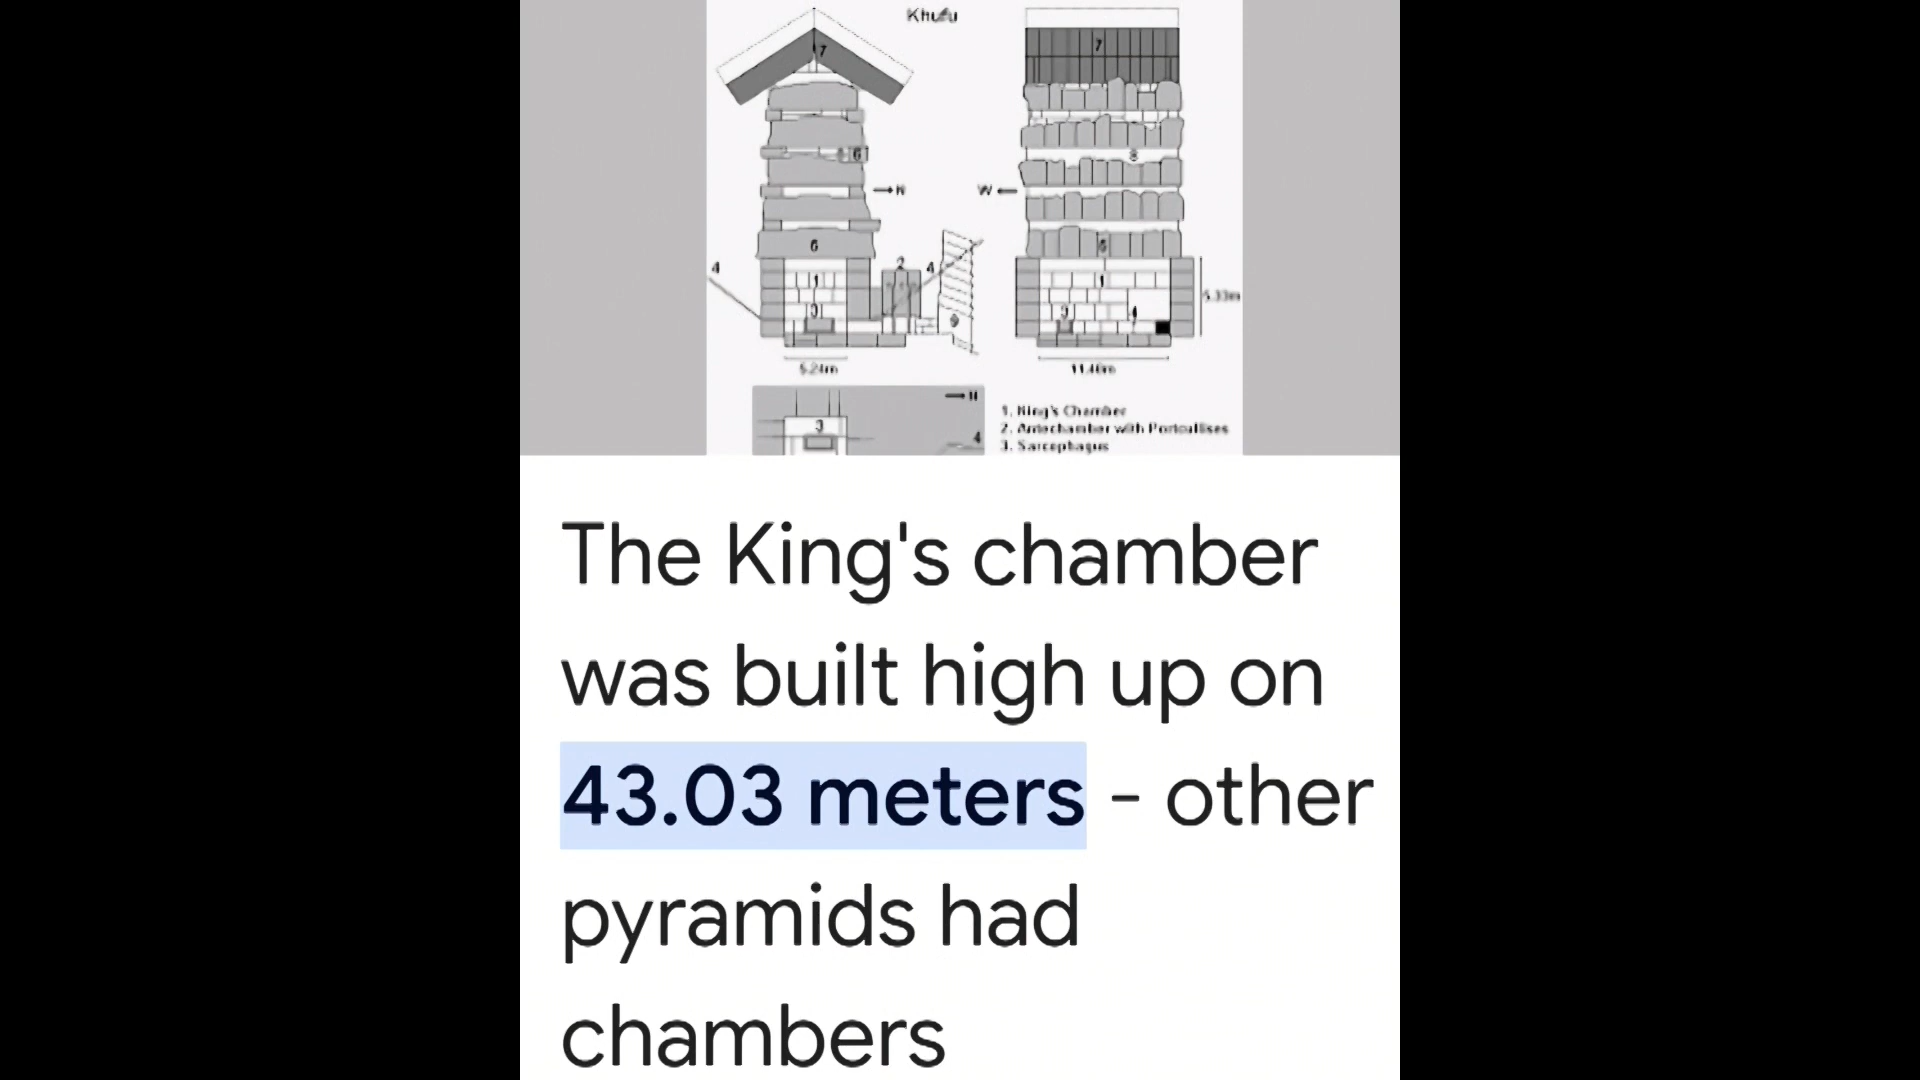 Khufu
7
7
6
8
N
W
6
6
4
2
4
1
1
5.33m
3
3
4
9
5.24m
N
3
4
1. King's Chamber
2. Antechamber with Portcullises
3. Sarcophagus
The King's chamber
was built high up on
43.03 meters - other
pyramids had
chambers